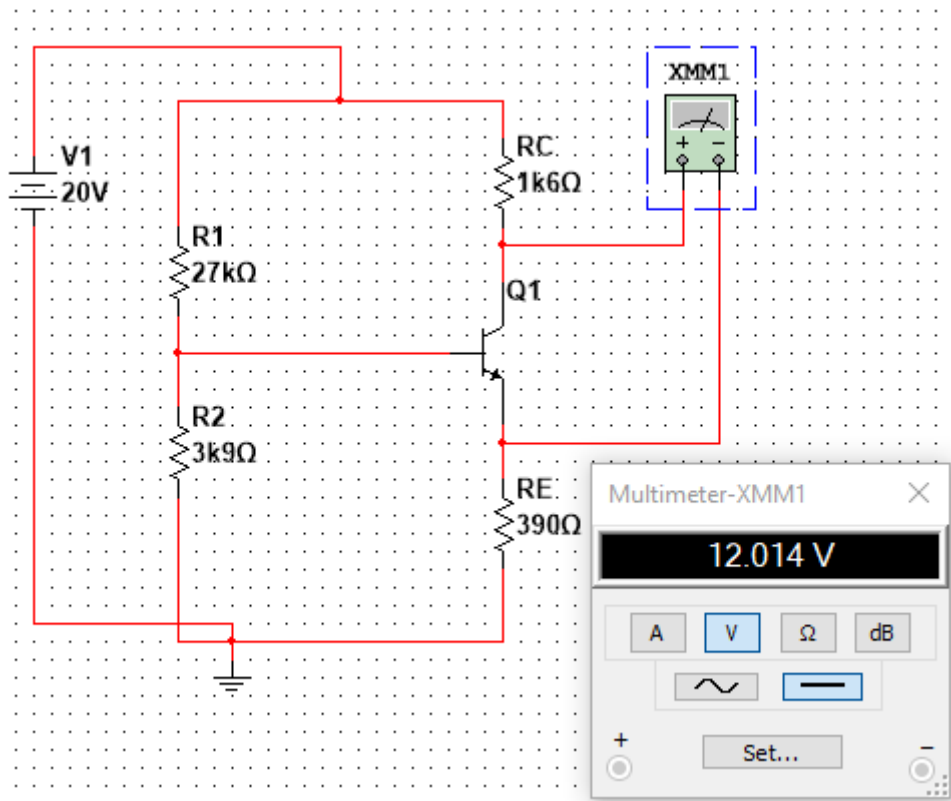 XMM1
+ −
V1
20V
RC
1k6Ω
R1
27kΩ
Q1
R2
3k9Ω
RE
390Ω
Multimeter-XMM1
12.014 V
A V Ω dB
+ Set... −